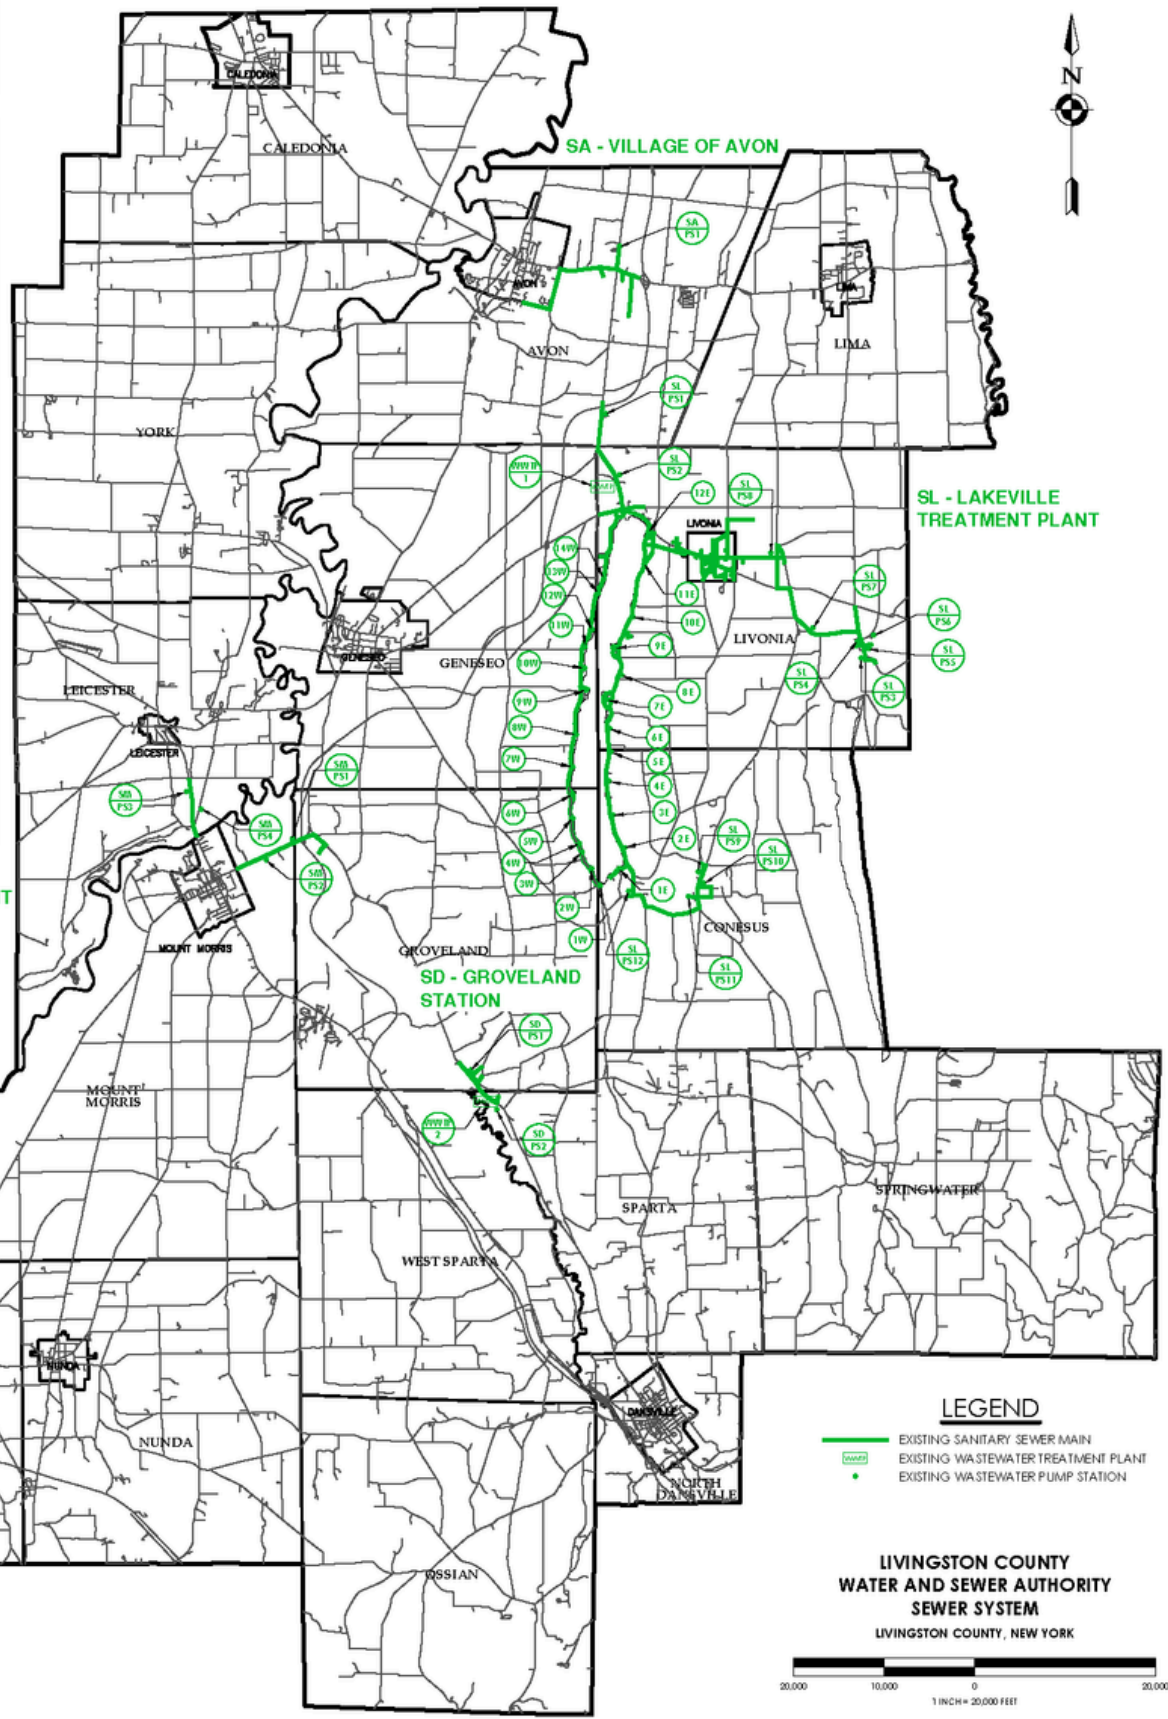 N
SA - VILLAGE OF AVON
CALEDONIA
CALEDONIA
SA
PS1
AVON
LIMA
AVON
LIMA
YORK
SL
PS1
WWTP
1
SL
PS2
12E
SL
PS8
SL - LAKEVILLE
TREATMENT PLANT
LIVONIA
14W
13W
12W
11W
10W
9W
8W
7W
6W
5W
4W
3W
2W
1W
11E
10E
9E
8E
7E
6E
5E
4E
3E
2E
1E
SL
PS7
SL
PS6
SL
PS5
SL
PS4
SL
PS3
LIVONIA
GENESEO
GENESEO
LEICESTER
LEICESTER
PS1
PS3
PS4
PS2
T
MOUNT MORRIS
SL
PS9
SL
PS10
CONESUS
SL
PS12
SL
PS11
GROVELAND
SD - GROVELAND
STATION
SD
PS1
WWTP
2
SD
PS2
MOUNT
MORRIS
SPARTA
SPRINGWATER
WEST SPARTA
NUNDA
NUNDA
DANSVILLE
NORTH
DANSVILLE
OSSIAN
LEGEND
EXISTING SANITARY SEWER MAIN
WWTP EXISTING WASTEWATER TREATMENT PLANT
EXISTING WASTEWATER PUMP STATION
LIVINGSTON COUNTY
WATER AND SEWER AUTHORITY
SEWER SYSTEM
LIVINGSTON COUNTY, NEW YORK
20,000 10,000 0 20,000
1 INCH = 20,000 FEET